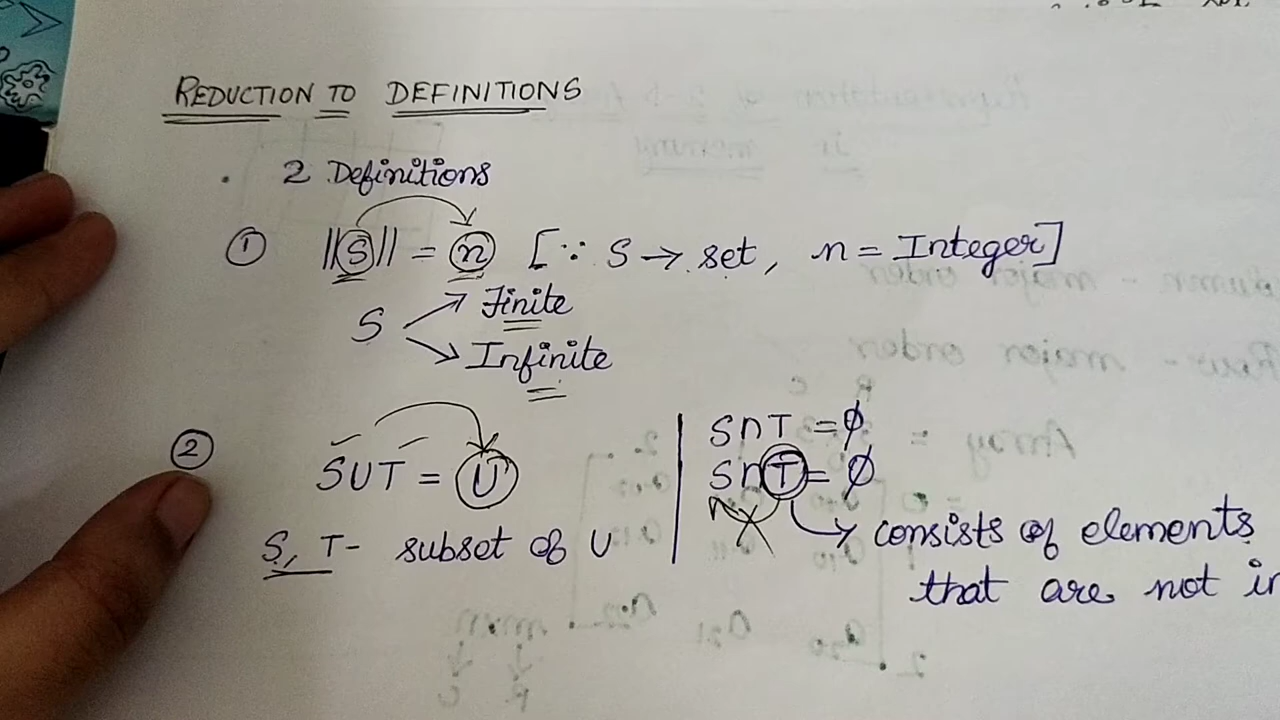 REDUCTION TO DEFINITIONS
2 Definitions
① ||S|| = n [∵ S → set, n = Integer]
S → Finite
→ Infinite
② S∪T = U
S, T- subset of U
S∩T = ϕ
S∩T = ϕ
→ consists of elements
that are not in